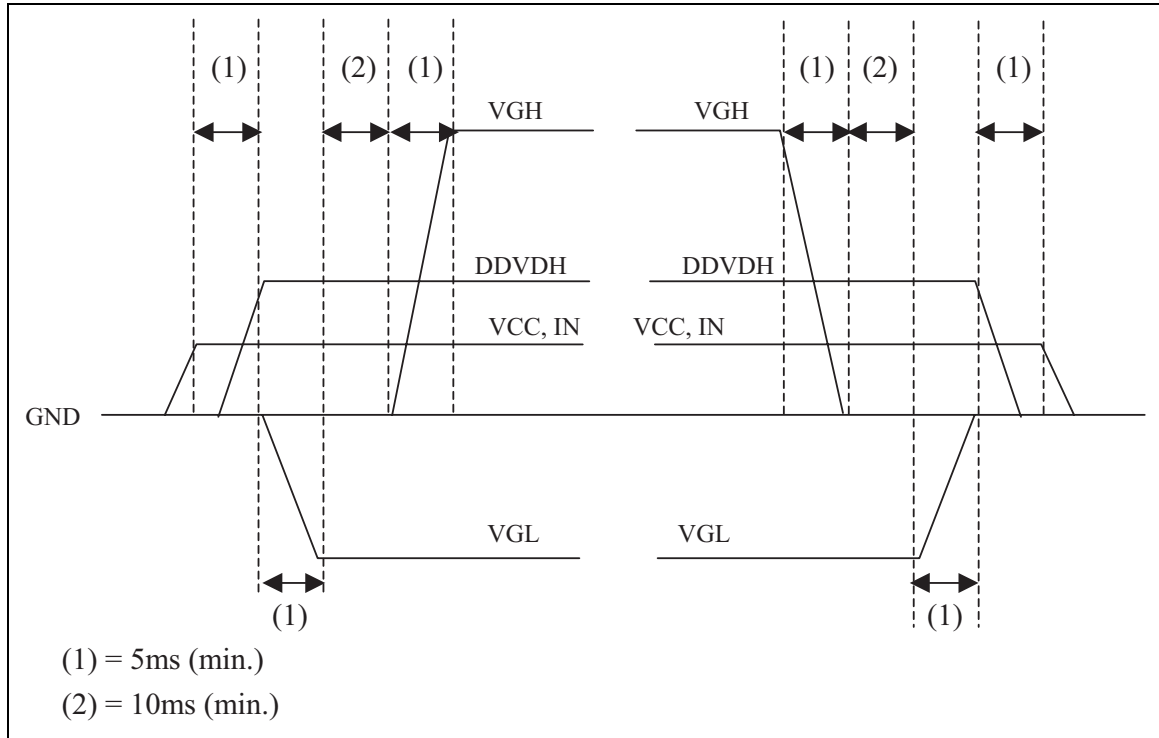 (1) (2) (1) (1) (2) (1)
VGH VGH
DDVDH DDVDH
VCC, IN VCC, IN
GND
VGL VGL
(1) (1)
(1) = 5ms (min.)
(2) = 10ms (min.)